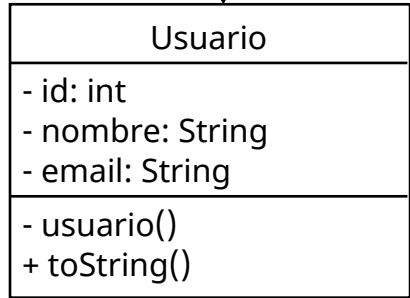 Usuario
- id: int
- nombre: String
- email: String
- usuario()
+ toString()